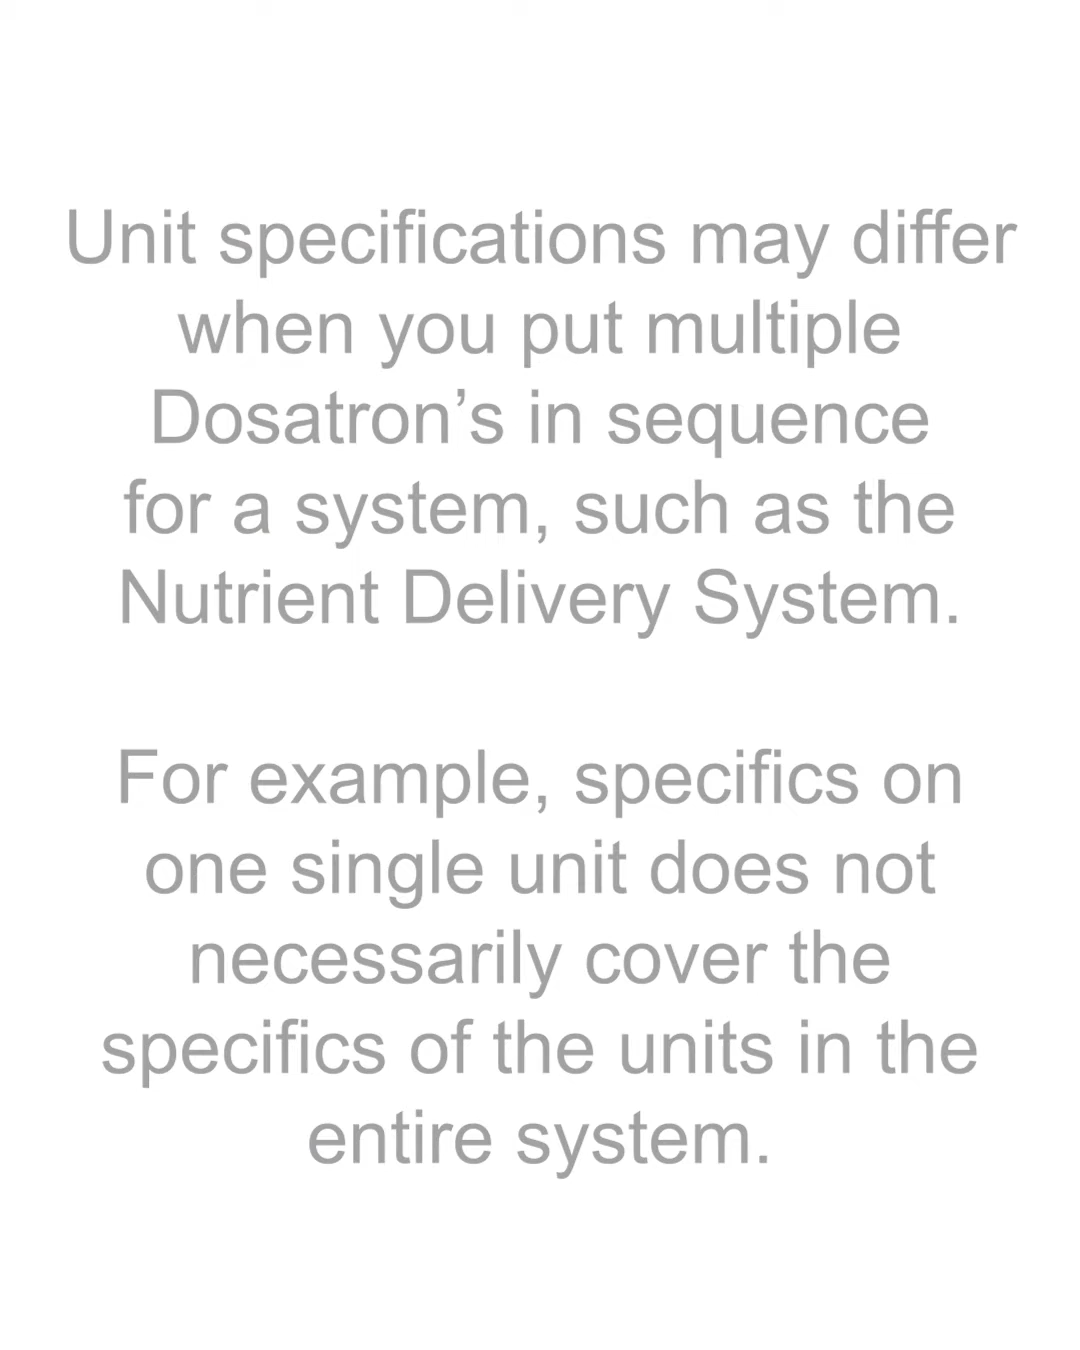 Unit specifications may differ
when you put multiple
Dosatron’s in sequence
for a system, such as the
Nutrient Delivery System.
For example, specifics on
one single unit does not
necessarily cover the
specifics of the units in the
entire system.